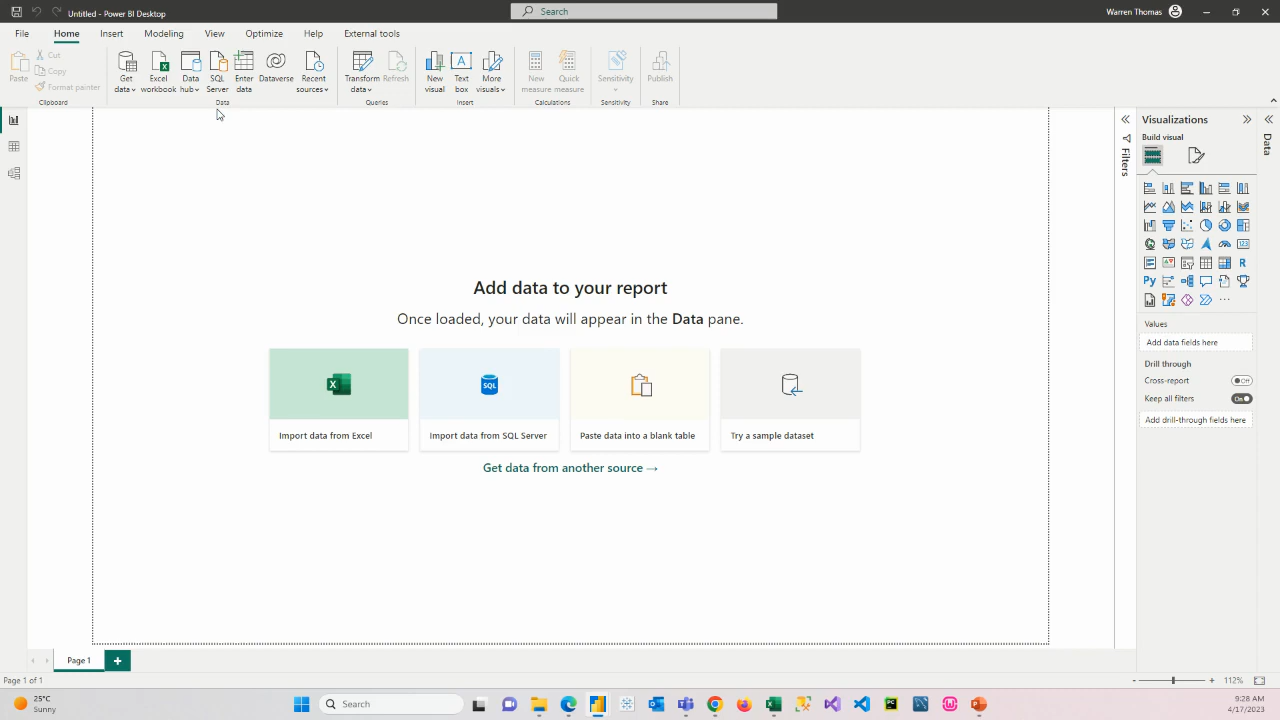 Untitled - Power BI Desktop
Search
Warren Thomas
File
Home
Insert
Modeling
View
Optimize
Help
External tools
Paste
Cut
Copy
Format painter
Clipboard
Get data
Excel workbook
Data hub
SQL Server
Enter data
Dataverse
Recent sources
Data
Transform data
Refresh
Queries
New visual
Text box
More visuals
Insert
New measure
Quick measure
Calculations
Sensitivity
Sensitivity
Publish
Share
Add data to your report
Once loaded, your data will appear in the Data pane.
SQL
Import data from Excel
Import data from SQL Server
Paste data into a blank table
Try a sample dataset
Get data from another source →
Filters
Visualizations
Build visual
123
R
Py
Values
Add data fields here
Drill through
Cross-report
Off
Keep all filters
On
Add drill-through fields here
Data
Page 1
Page 1 of 1
- + 112%
25°C
Sunny
Search
9:28 AM
4/17/2023